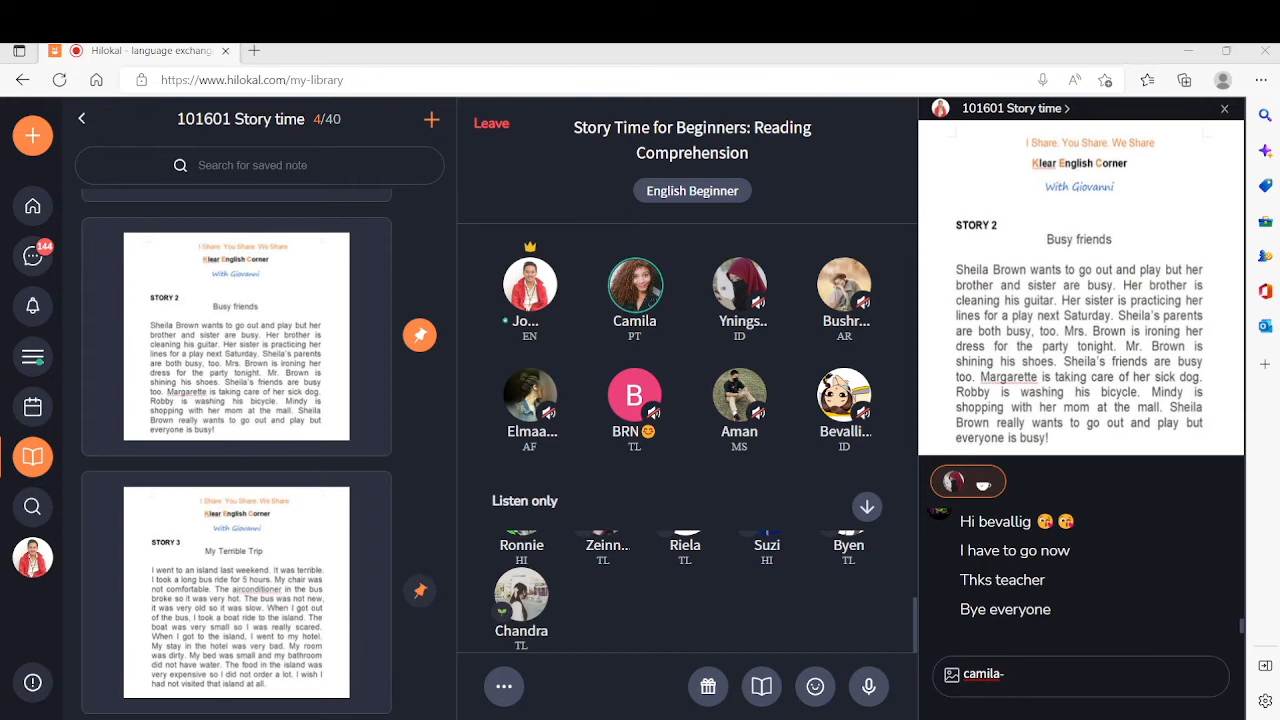 Hilokal - language exchang
https://www.hilokal.com/my-library
144
101601 Story time 4/40
Search for saved note
I Share. You Share. We Share
Klear English Corner
With Giovanni
STORY 2
Busy friends
Sheila Brown wants to go out and play but her
brother and sister are busy. Her brother is
cleaning his guitar. Her sister is practicing her
lines for a play next Saturday. Sheila's parents
are both busy, too. Mrs. Brown is ironing her
dress for the party tonight. Mr. Brown is
shining his shoes. Sheila's friends are busy
too. Margarette is taking care of her sick dog.
Robby is washing his bicycle. Mindy is
shopping with her mom at the mall. Sheila
Brown really wants to go out and play but
everyone is busy!
I Share. You Share. We Share
Klear English Corner
With Giovanni
STORY 3
My Terrible Trip
I went to an island last weekend. It was terrible.
I took a long bus ride for 5 hours. My chair was
not comfortable. The airconditioner in the bus
broke so it was very hot. The bus was not new,
it was very old so it was slow. When I got out
of the bus, I took a boat ride to the island. The
boat was very small so I was really scared.
When I got to the island, I went to my hotel.
My stay in the hotel was very bad. My room
was dirty. My bed was small and my bathroom
did not have water. The food in the island was
very expensive so I did not order a lot. I wish I
had not visited that island at all.
Leave
Story Time for Beginners: Reading
Comprehension
English Beginner
Jo... Camila Ynings.. Bushr...
EN PT ID AR
B
Elmaa... BRN Aman Bevalli...
AF TL MS ID
Listen only
Ronnie Zeinn... Riela Suzi Byen
HI TL TL HI TL
Chandra
TL
101601 Story time >
I Share. You Share. We Share
Klear English Corner
With Giovanni
STORY 2
Busy friends
Sheila Brown wants to go out and play but her
brother and sister are busy. Her brother is
cleaning his guitar. Her sister is practicing her
lines for a play next Saturday. Sheila's parents
are both busy, too. Mrs. Brown is ironing her
dress for the party tonight. Mr. Brown is
shining his shoes. Sheila's friends are busy
too. Margarette is taking care of her sick dog.
Robby is washing his bicycle. Mindy is
shopping with her mom at the mall. Sheila
Brown really wants to go out and play but
everyone is busy!
Hi bevallig
I have to go now
Thks teacher
Bye everyone
camila-